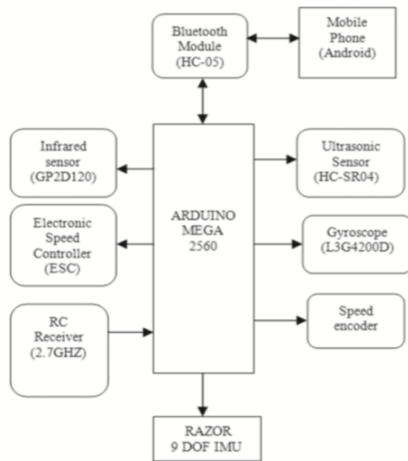 Bluetooth
Module
(HC-05)
Mobile
Phone
(Android)
Infrared
sensor
(GP2D120)
Ultrasonic
Sensor
(HC-SR04)
ARDUINO
MEGA
2560
Electronic
Speed
Controller
(ESC)
Gyroscope
(L3G4200D)
RC
Receiver
(2.7GHZ)
Speed
encoder
RAZOR
9 DOF IMU